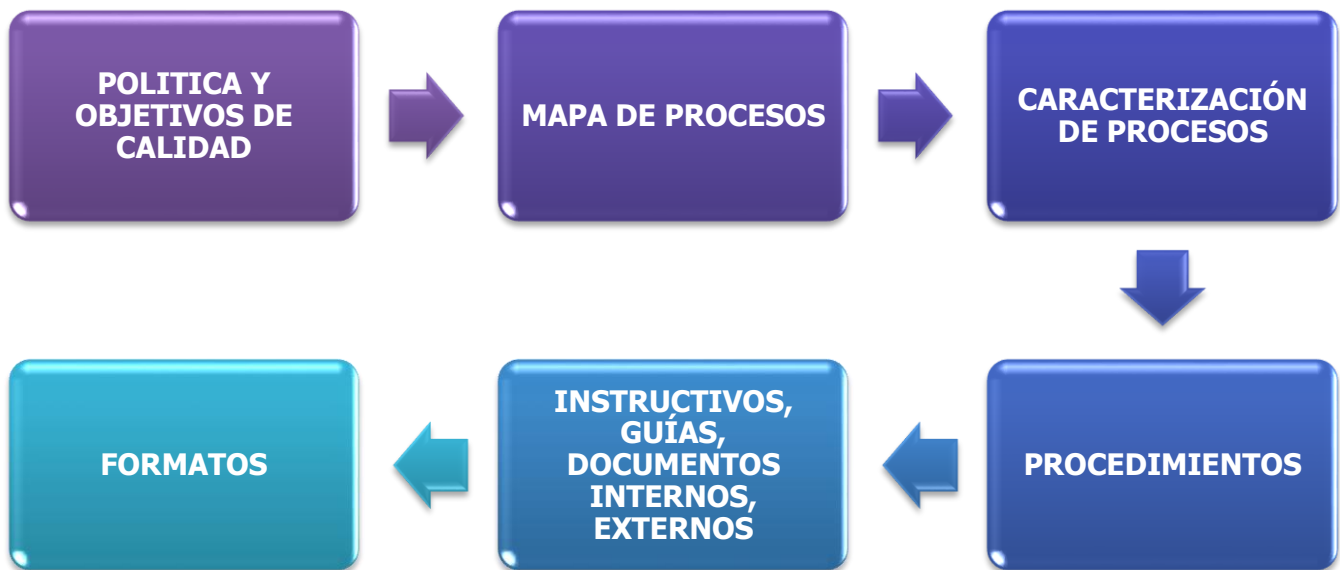 POLITICA Y
OBJETIVOS DE
CALIDAD
MAPA DE PROCESOS
CARACTERIZACIÓN
DE PROCESOS
PROCEDIMIENTOS
INSTRUCTIVOS,
GUÍAS,
DOCUMENTOS
INTERNOS,
EXTERNOS
FORMATOS